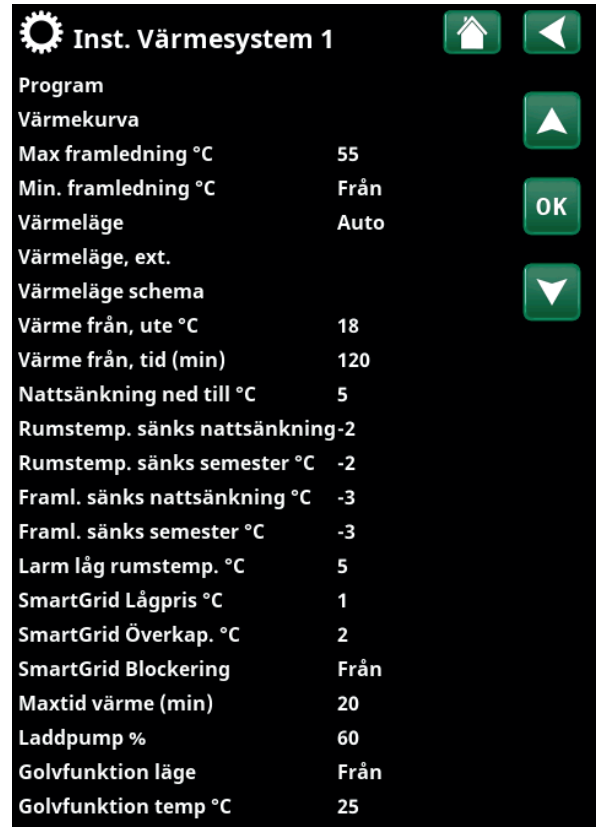 Inst. Värmesystem 1
Program
Värmekurva
Max framledning °C 55
Min. framledning °C Från
Värmeläge Auto
OK
Värmeläge, ext.
Värmeläge schema
Värme från, ute °C 18
Värme från, tid (min) 120
Nattsänkning ned till °C 5
Rumstemp. sänks nattsänkning-2
Rumstemp. sänks semester °C -2
Framl. sänks nattsänkning °C -3
Framl. sänks semester °C -3
Larm låg rumstemp. °C 5
SmartGrid Lågpris °C 1
SmartGrid Överkap. °C 2
SmartGrid Blockering Från
Maxtid värme (min) 20
Laddpump % 60
Golvfunktion läge Från
Golvfunktion temp °C 25